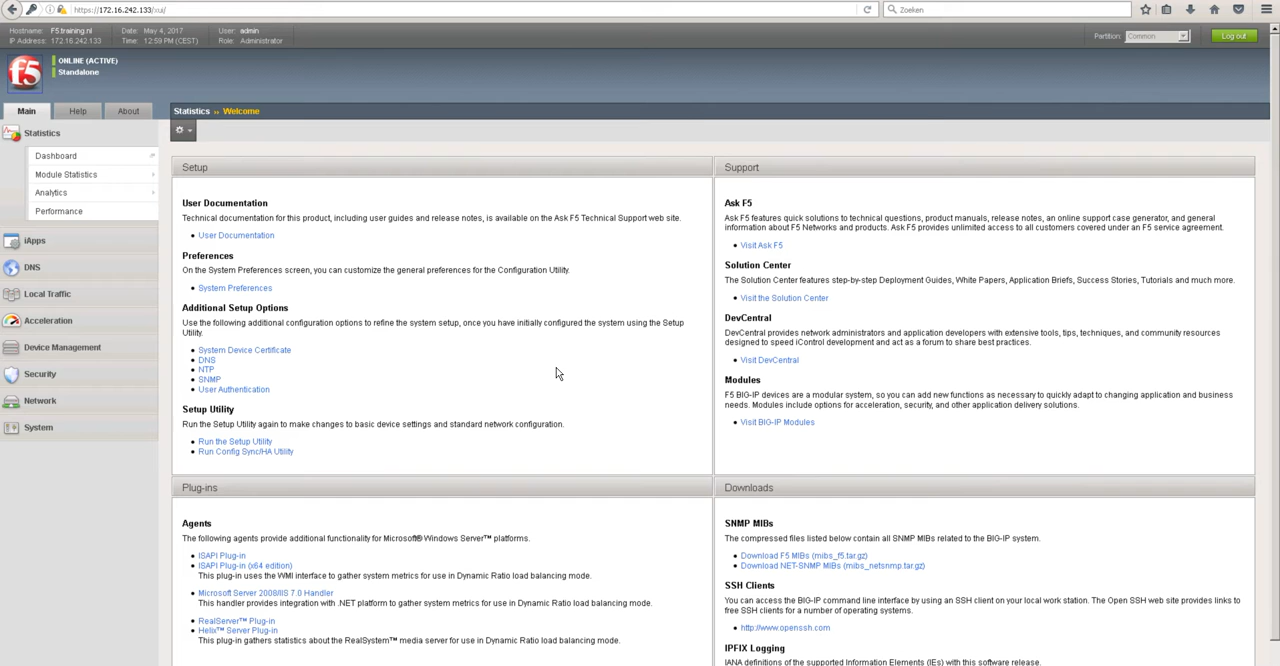 https://172.16.242.133/xui/
Zoeken
Hostname: F5.training.nl
IP Address: 172.16.242.133
Date: May 4, 2017
Time: 12:59 PM (CEST)
User: admin
Role: Administrator
Partition: Common
Log out
f5
ONLINE (ACTIVE)
Standalone
Main
Help
About
Statistics » Welcome
Statistics
Dashboard
Module Statistics
Analytics
Performance
iApps
DNS
Local Traffic
Acceleration
Device Management
Security
Network
System
Setup
User Documentation
Technical documentation for this product, including user guides and release notes, is available on the Ask F5 Technical Support web site.
• User Documentation
Preferences
On the System Preferences screen, you can customize the general preferences for the Configuration Utility.
• System Preferences
Additional Setup Options
Use the following additional configuration options to refine the system setup, once you have initially configured the system using the Setup
Utility.
• System Device Certificate
• DNS
• NTP
• SNMP
• User Authentication
Setup Utility
Run the Setup Utility again to make changes to basic device settings and standard network configuration.
• Run the Setup Utility
• Run Config Sync/HA Utility
Support
Ask F5
Ask F5 features quick solutions to technical questions, product manuals, release notes, an online support case generator, and general
information about F5 Networks and products. Ask F5 provides unlimited access to all customers covered under an F5 service agreement.
• Visit Ask F5
Solution Center
The Solution Center features step-by-step Deployment Guides, White Papers, Application Briefs, Success Stories, Tutorials and much more.
• Visit the Solution Center
DevCentral
DevCentral provides network administrators and application developers with extensive tools, tips, techniques, and community resources
designed to speed iControl development and act as a forum to share best practices.
• Visit DevCentral
Modules
F5 BIG-IP devices are a modular system, so you can add new functions as necessary to quickly adapt to changing application and business
needs. Modules include options for acceleration, security, and other application delivery solutions.
• Visit BIG-IP Modules
Plug-ins
Agents
The following agents provide additional functionality for Microsoft® Windows Server™ platforms.
• ISAPI Plug-in
• ISAPI Plug-in (x64 edition)
This plug-in uses the WMI interface to gather system metrics for use in Dynamic Ratio load balancing mode.
• Microsoft Server 2008/IIS 7.0 Handler
This handler provides integration with .NET platform to gather system metrics for use in Dynamic Ratio load balancing mode.
• RealServer™ Plug-in
• Helix™ Server Plug-in
This plug-in gathers statistics about the RealSystem™ media server for use in Dynamic Ratio load balancing mode.
Downloads
SNMP MIBs
The compressed files listed below contain all SNMP MIBs related to the BIG-IP system.
• Download F5 MIBs (mibs_f5.tar.gz)
• Download NET-SNMP MIBs (mibs_netsnmp.tar.gz)
SSH Clients
You can access the BIG-IP command line interface by using an SSH client on your local work station. The Open SSH web site provides links to
free SSH clients for a number of operating systems.
• http://www.openssh.com
IPFIX Logging
IANA definitions of the supported Information Elements (IEs) with this software release.